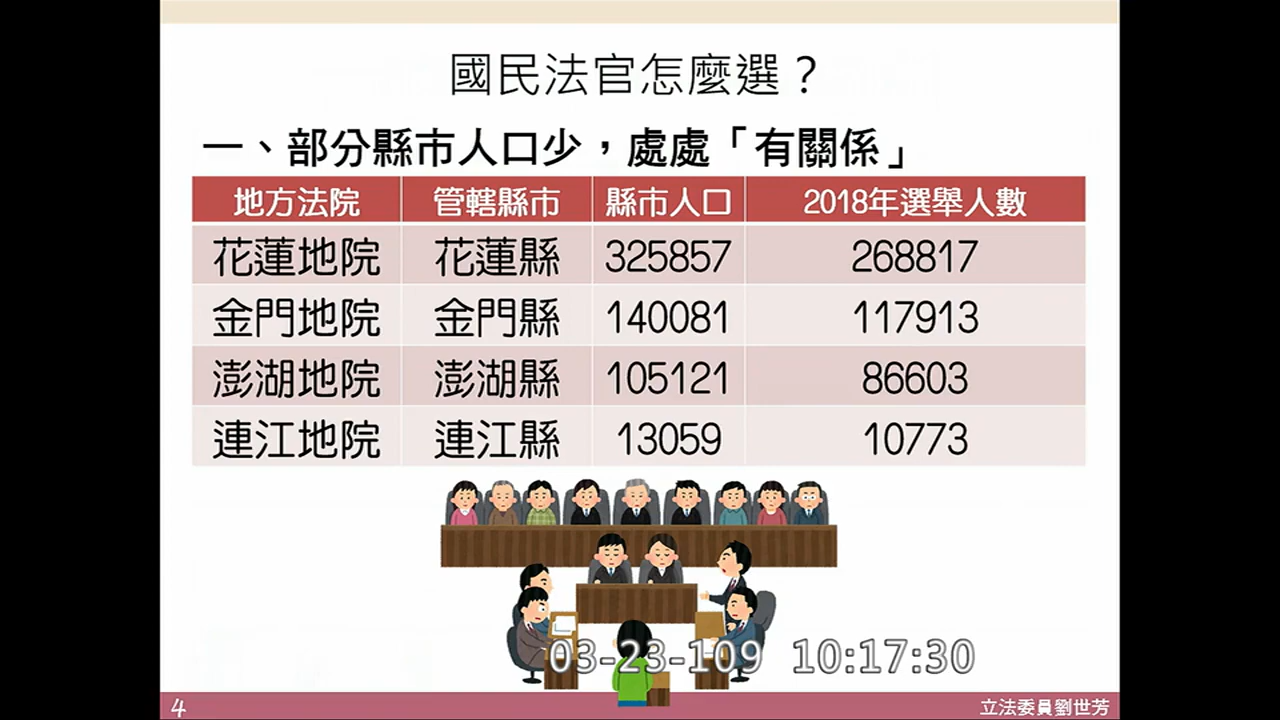 國民法官怎麼選？
一、部分縣市人口少，處處「有關係」
地方法院 管轄縣市 縣市人口 2018年選舉人數
花蓮地院 花蓮縣 325857 268817
金門地院 金門縣 140081 117913
澎湖地院 澎湖縣 105121 86603
連江地院 連江縣 13059 10773
03-23-109 10:17:30
4 立法委員劉世芳